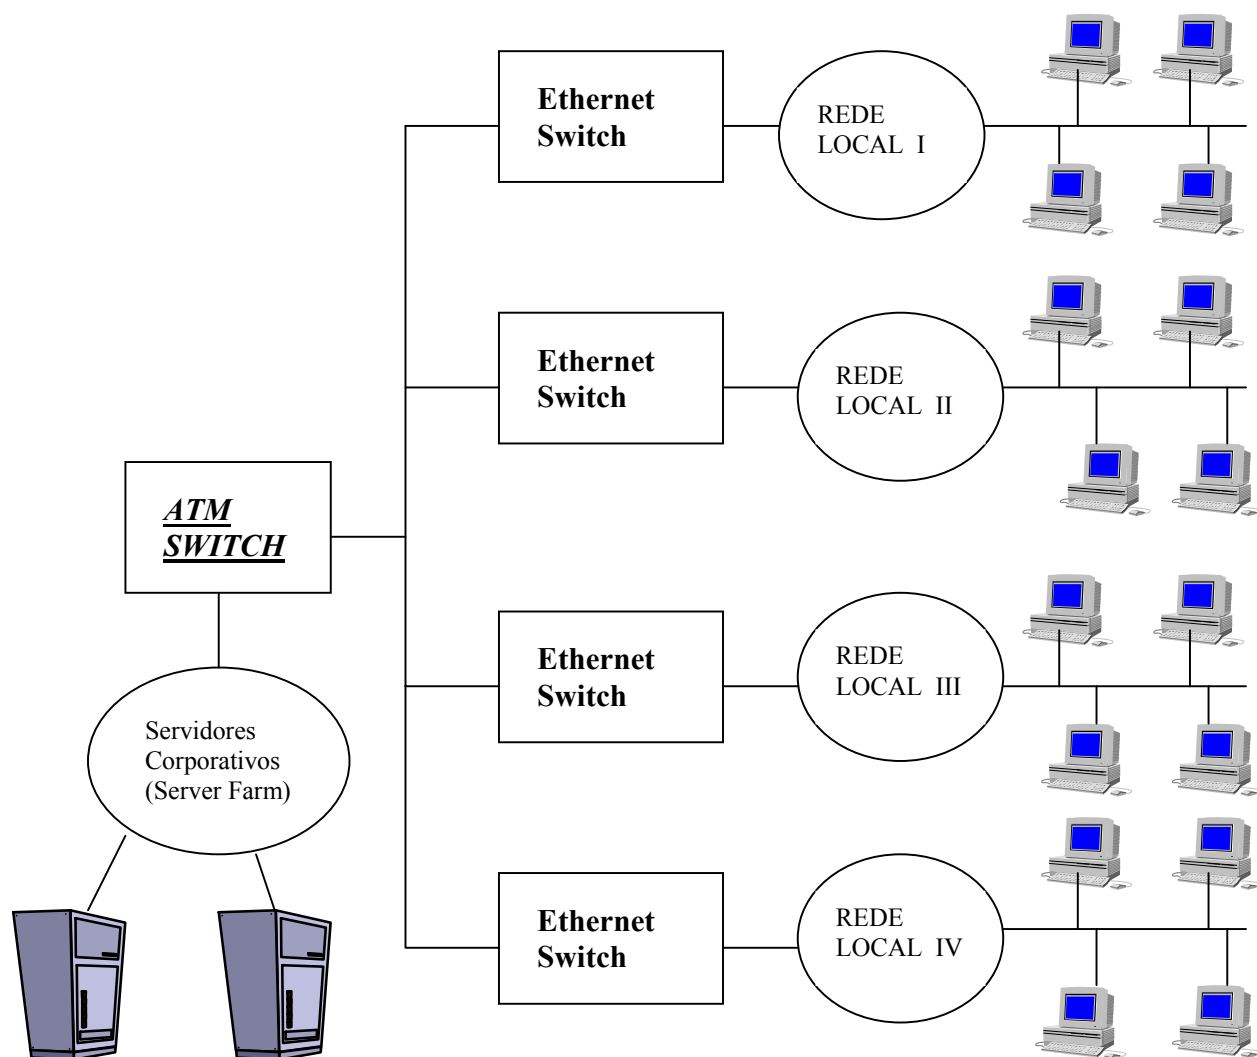 Ethernet
Switch
REDE
LOCAL I
Ethernet
Switch
REDE
LOCAL II
ATM
SWITCH
Ethernet
Switch
REDE
LOCAL III
Servidores
Corporativos
(Server Farm)
Ethernet
Switch
REDE
LOCAL IV